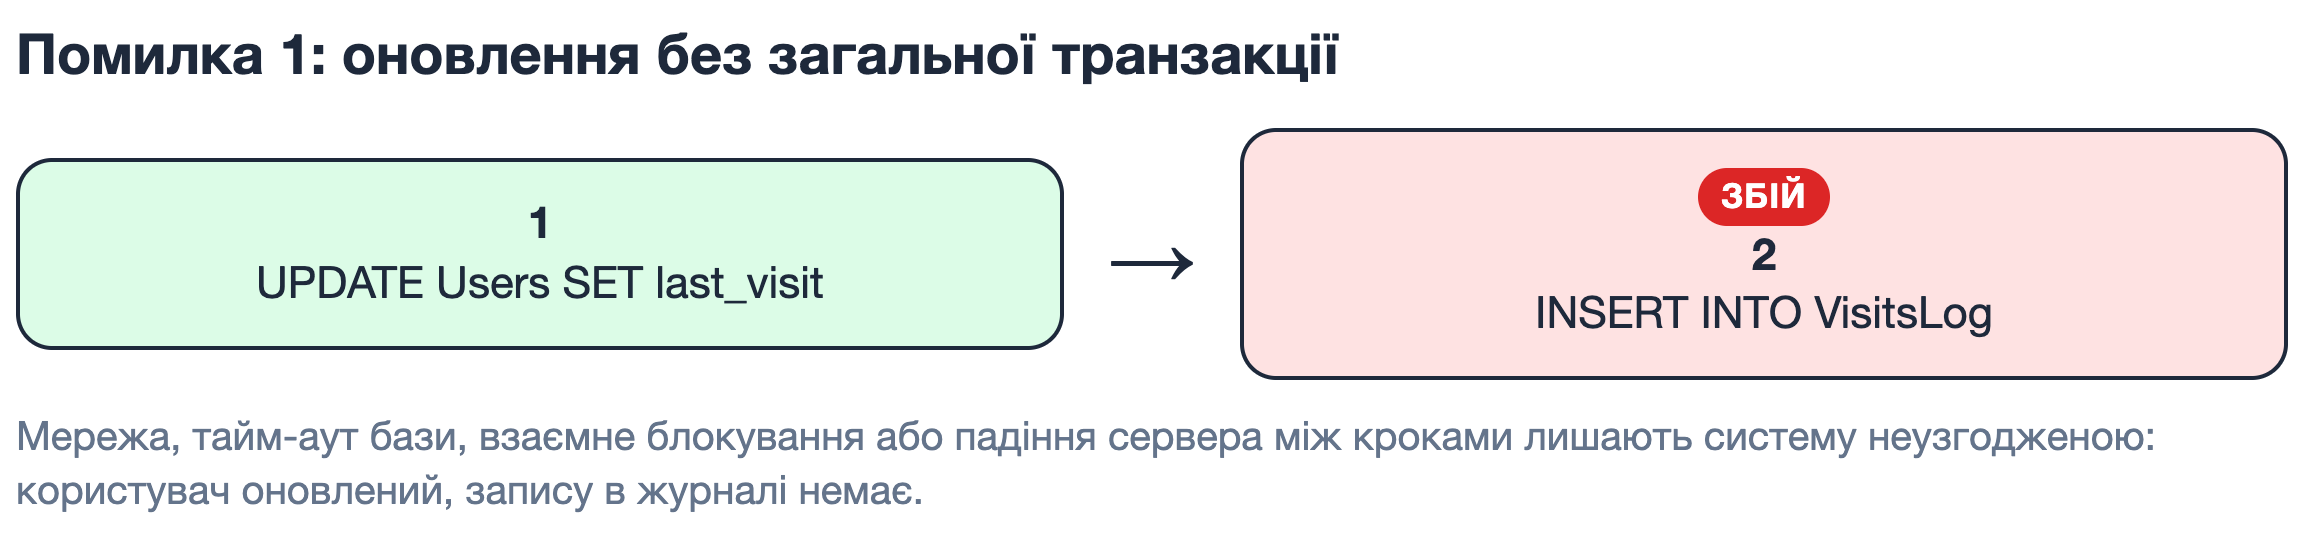 Помилка 1: оновлення без загальної транзакції
1
UPDATE Users SET last_visit
→
ЗБІЙ
2
INSERT INTO VisitsLog
Мережа, тайм-аут бази, взаємне блокування або падіння сервера між кроками лишають систему неузгодженою:
користувач оновлений, запису в журналі немає.